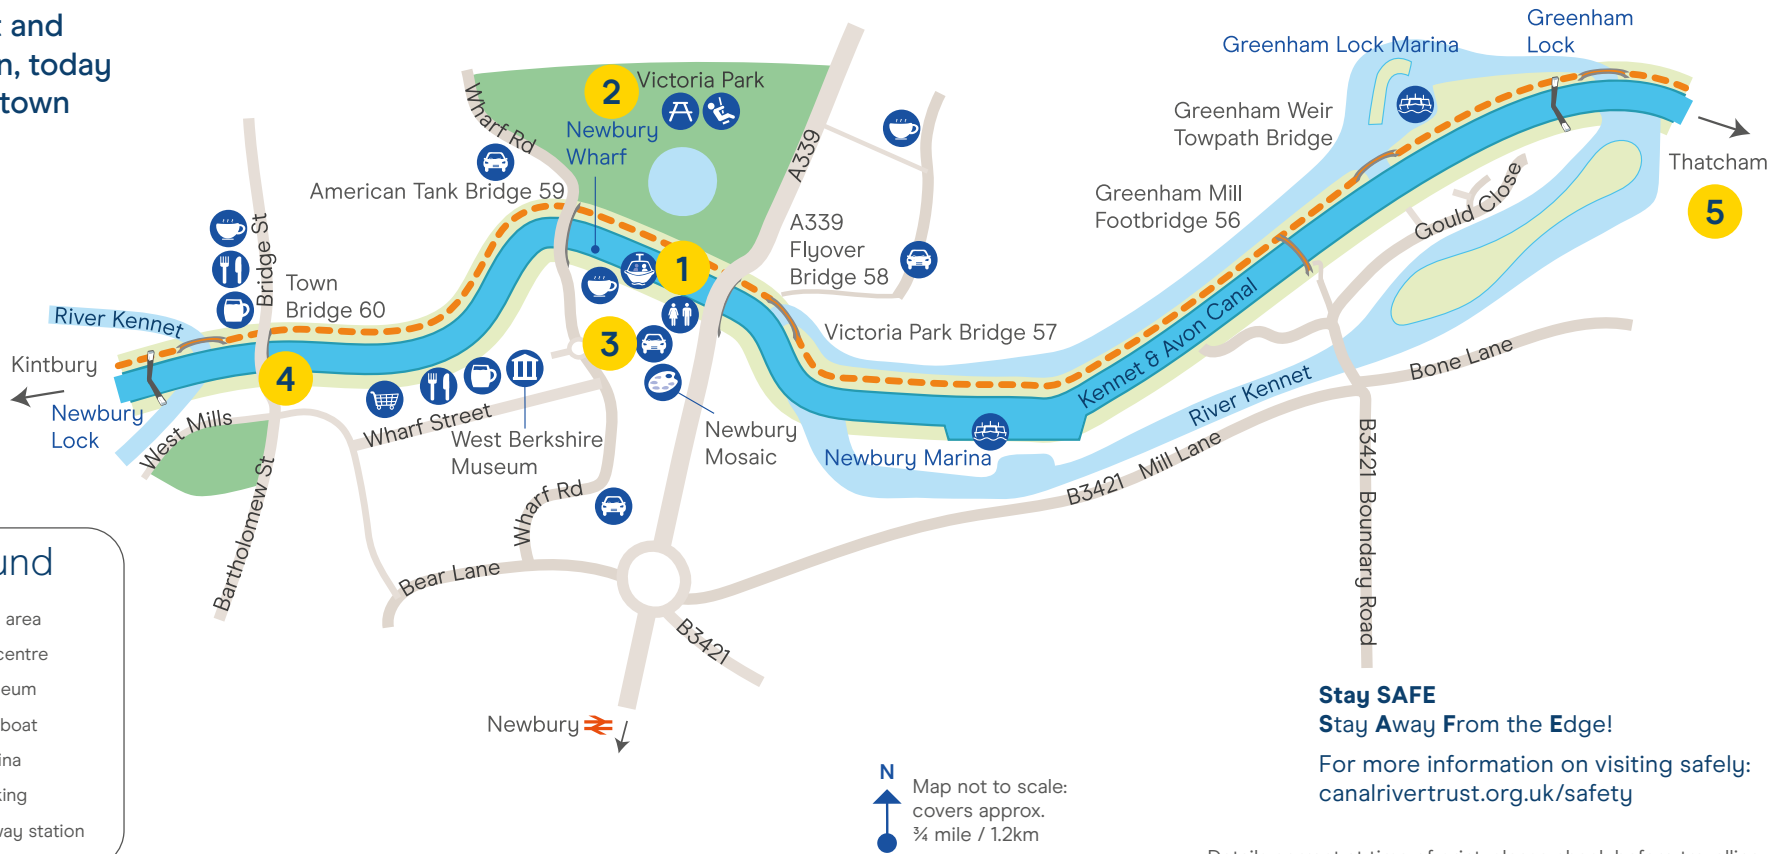 and
, today
town
2
Victoria Park
Wharf Rd
Newbury
Wharf
American Tank Bridge 59
A339
A339
Flyover
Bridge 58
1
Bridge St
Town
Bridge 60
River Kennet
Kintbury
Newbury
Lock
West Mills
4
3
Wharf Street
West Berkshire
Museum
Newbury
Mosaic
Victoria Park Bridge 57
Newbury Marina
Kennet & Avon Canal
River Kennet
Greenham Lock Marina
Greenham
Lock
Greenham Weir
Towpath Bridge
Greenham Mill
Footbridge 56
Gould Close
Thatcham
5
Bone Lane
B3421 Mill Lane
B3421 Boundary Road
Bartholomew St
Wharf Rd
Bear Lane
B3421
Newbury
und
area
centre
eum
boat
ina
king
way station
N
Map not to scale:
covers approx.
¾ mile / 1.2km
Stay SAFE
Stay Away From the Edge!
For more information on visiting safely:
canalrivertrust.org.uk/safety